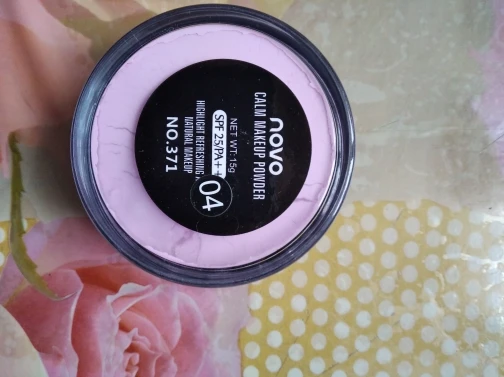 novo
CALM MAKEUP POWDER
NET WT:15g
SPF 25/PA++
04
HIGHLIGHT REFRESHING
NATURAL MAKEUP
NO.371